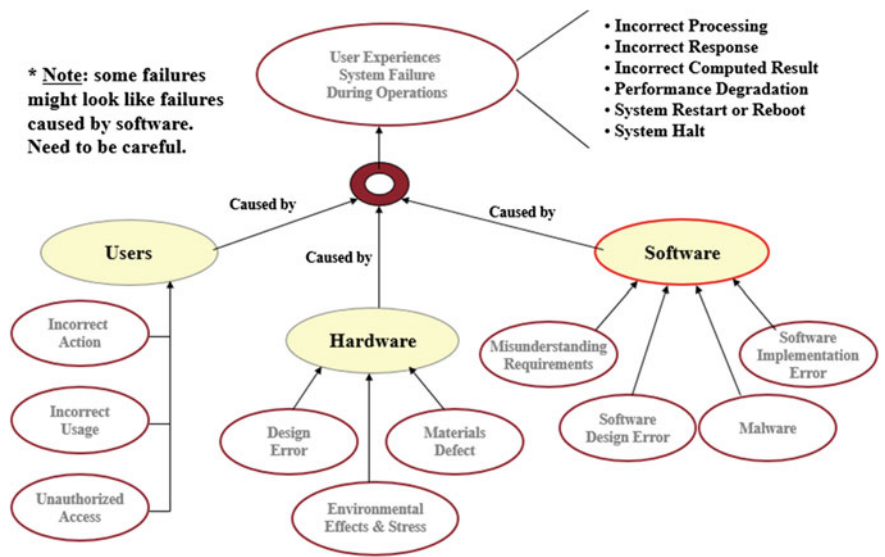 User Experiences
System Failure
During Operations
• Incorrect Processing
• Incorrect Response
• Incorrect Computed Result
• Performance Degradation
• System Restart or Reboot
• System Halt
* Note: some failures
might look like failures
caused by software.
Need to be careful.
Caused by
Caused by
Caused by
Users
Incorrect
Action
Incorrect
Usage
Unauthorized
Access
Hardware
Design
Error
Environmental
Effects & Stress
Materials
Defect
Software
Misunderstanding
Requirements
Software
Design Error
Malware
Software
Implementation
Error